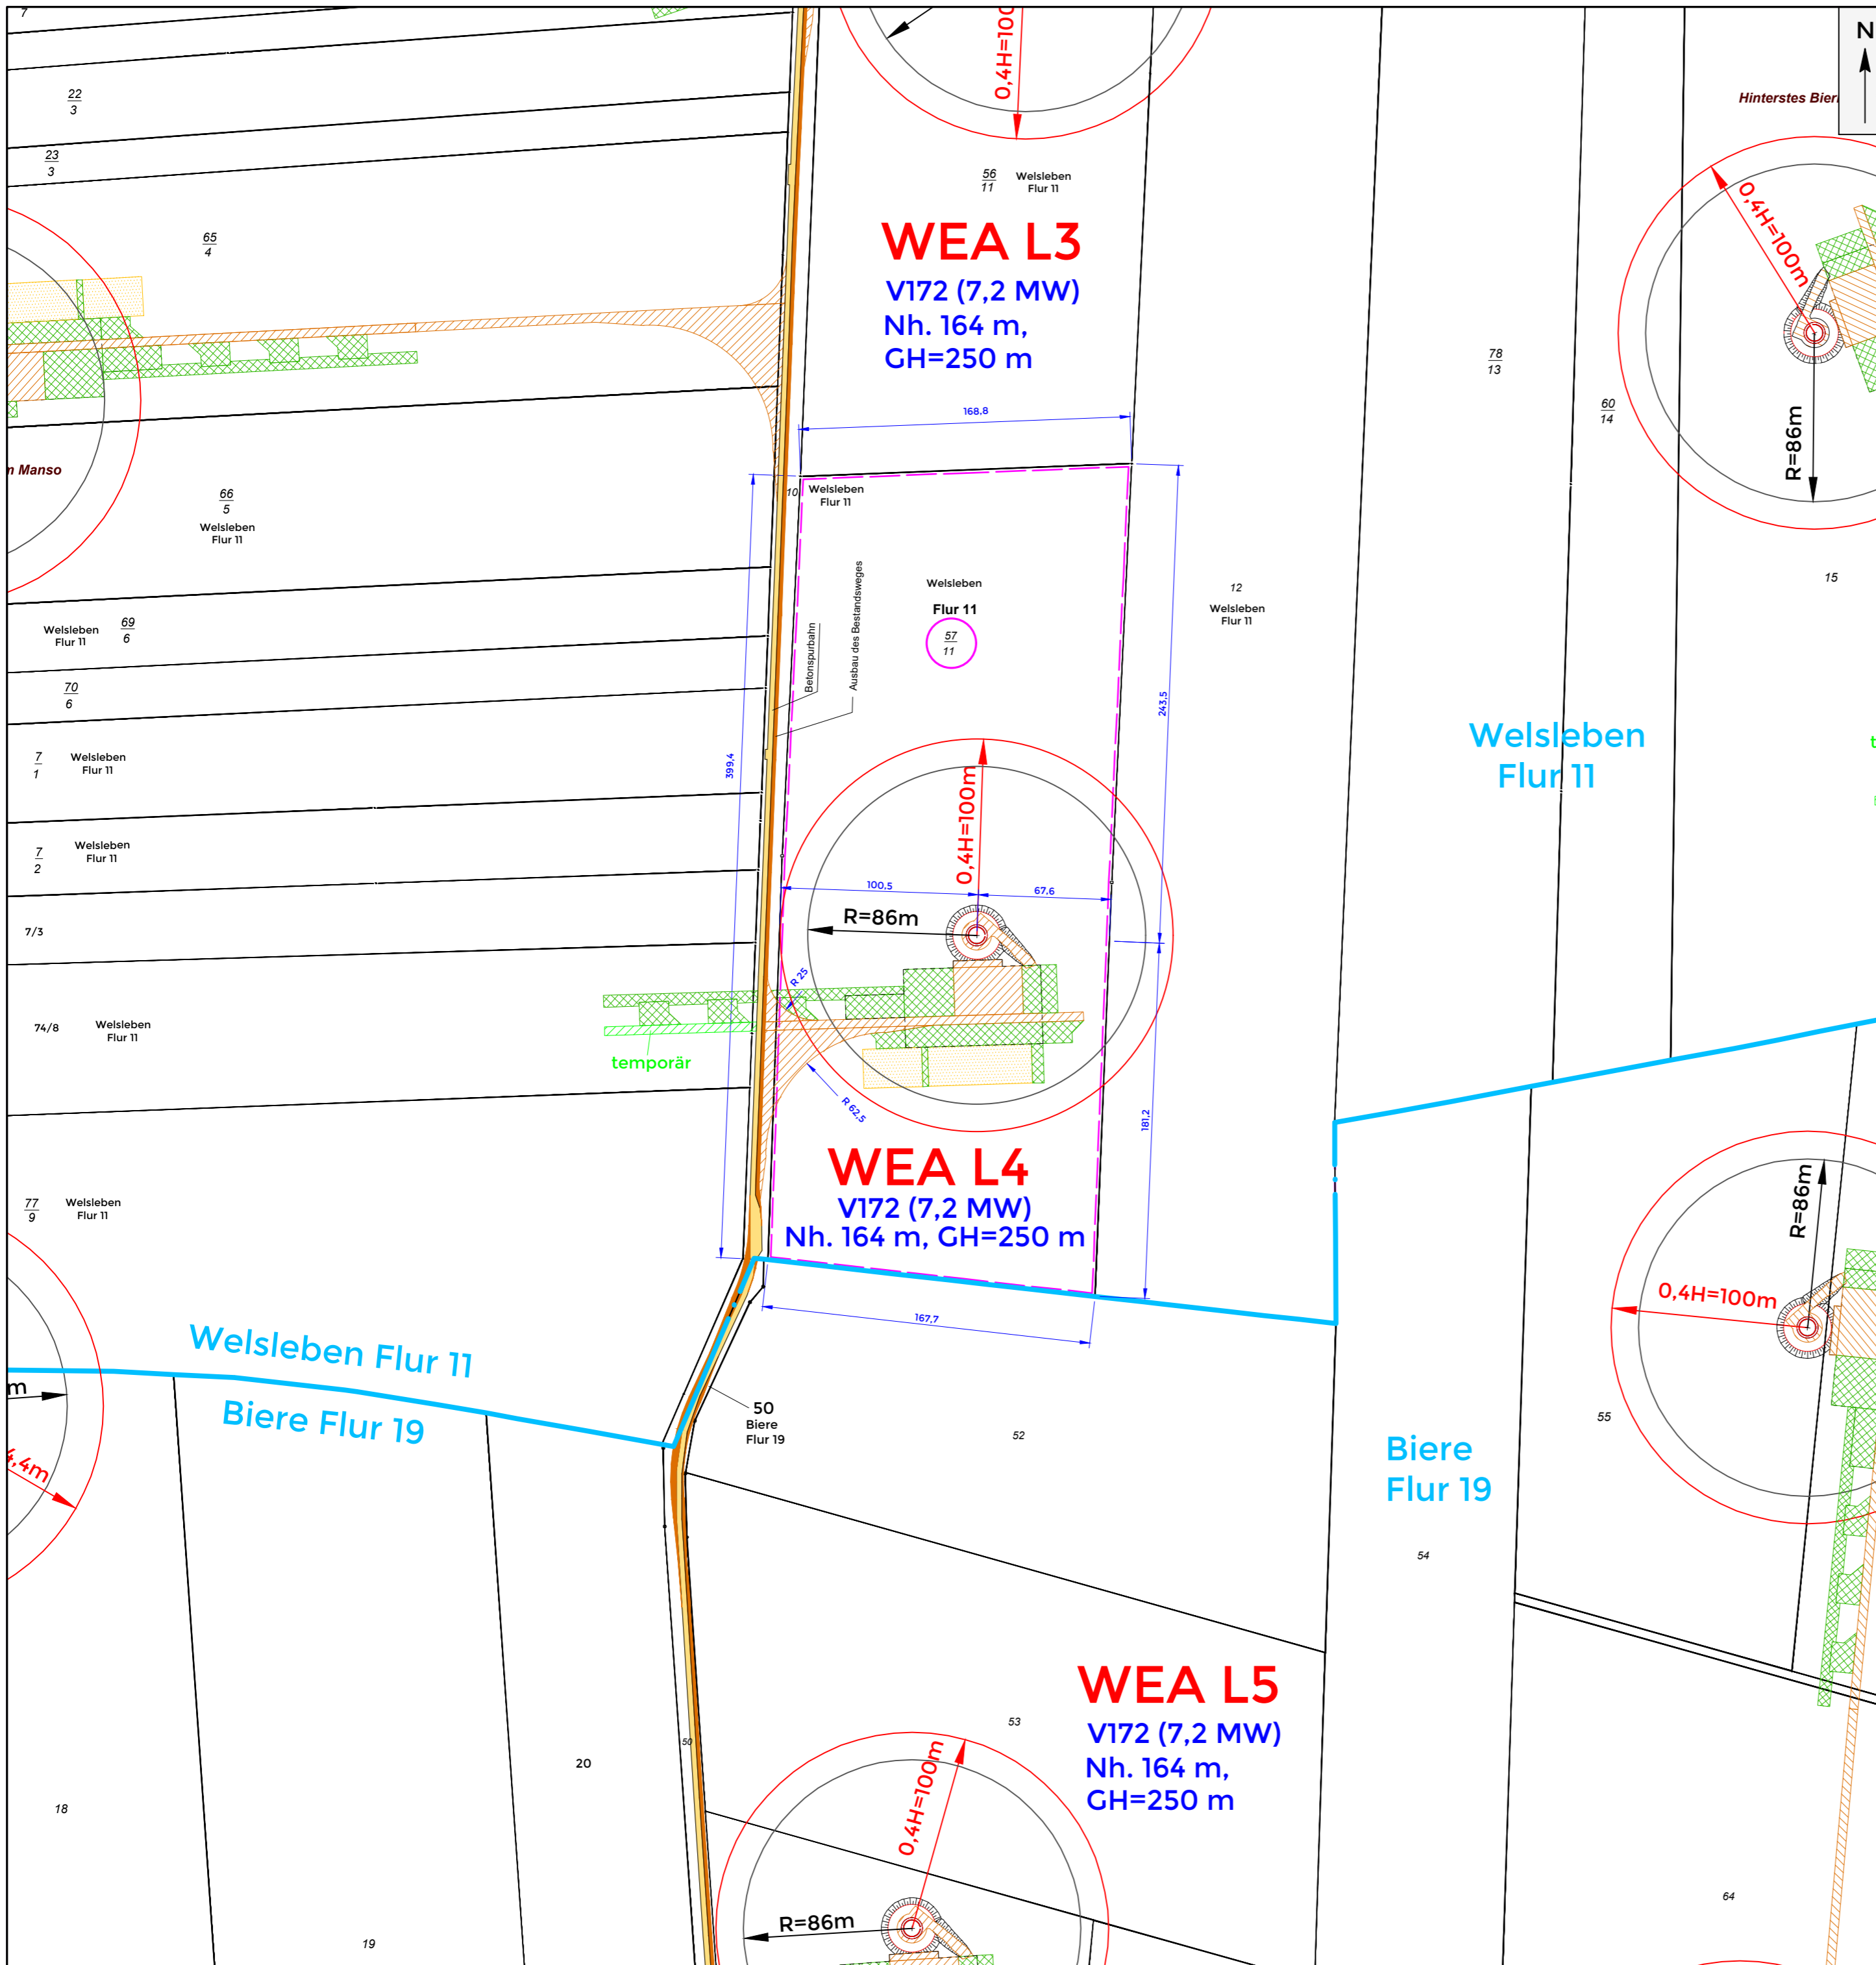 7
22
3
23
3
65
4
n Manso
66
5
Welsleben
Flur 11
Welsleben
Flur 11
69
6
70
6
7
1
Welsleben
Flur 11
7
2
Welsleben
Flur 11
7/3
74/8
Welsleben
Flur 11
77
9
Welsleben
Flur 11
0,4H=100
56
11
Welsleben
Flur 11
WEA L3
V172 (7,2 MW)
Nh. 164 m,
GH=250 m
168,8
10
Welsleben
Flur 11
Betonspurbahn
Ausbau des Bestandsweges
Welsleben
Flur 11
57
11
399,4
243,5
0,4H=100m
100,5
67,6
R=86m
R 25
temporär
R 62,5
181,2
WEA L4
V172 (7,2 MW)
Nh. 164 m, GH=250 m
167,7
12
Welsleben
Flur 11
78
13
60
14
N
Hinterstes Bier
0,4H=100m
R=86m
15
Welsleben
Flur 11
Welsleben Flur 11
Biere Flur 19
m
4,4m
50
Biere
Flur 19
52
Biere
Flur 19
R=86m
0,4H=100m
55
54
WEA L5
V172 (7,2 MW)
Nh. 164 m,
GH=250 m
53
0,4H=100m
R=86m
50
20
18
19
64